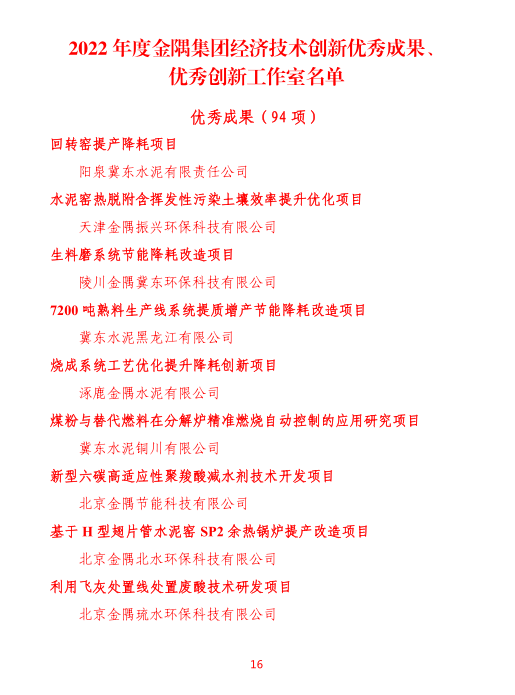 2022 年度金隅集团经济技术创新优秀成果、
优秀创新工作室名单
优秀成果（94 项）
回转窑提产降耗项目
阳泉冀东水泥有限责任公司
水泥窑热脱附含挥发性污染土壤效率提升优化项目
天津金隅振兴环保科技有限公司
生料磨系统节能降耗改造项目
陵川金隅冀东环保科技有限公司
7200 吨熟料生产线系统提质增产节能降耗改造项目
冀东水泥黑龙江有限公司
烧成系统工艺优化提升降耗创新项目
涿鹿金隅水泥有限公司
煤粉与替代燃料在分解炉精准燃烧自动控制的应用研究项目
冀东水泥铜川有限公司
新型六碳高适应性聚羧酸减水剂技术开发项目
北京金隅节能科技有限公司
基于 H 型翅片管水泥窑 SP2 余热锅炉提产改造项目
北京金隅北水环保科技有限公司
利用飞灰处置线处置废酸技术研发项目
北京金隅琉水环保科技有限公司
16